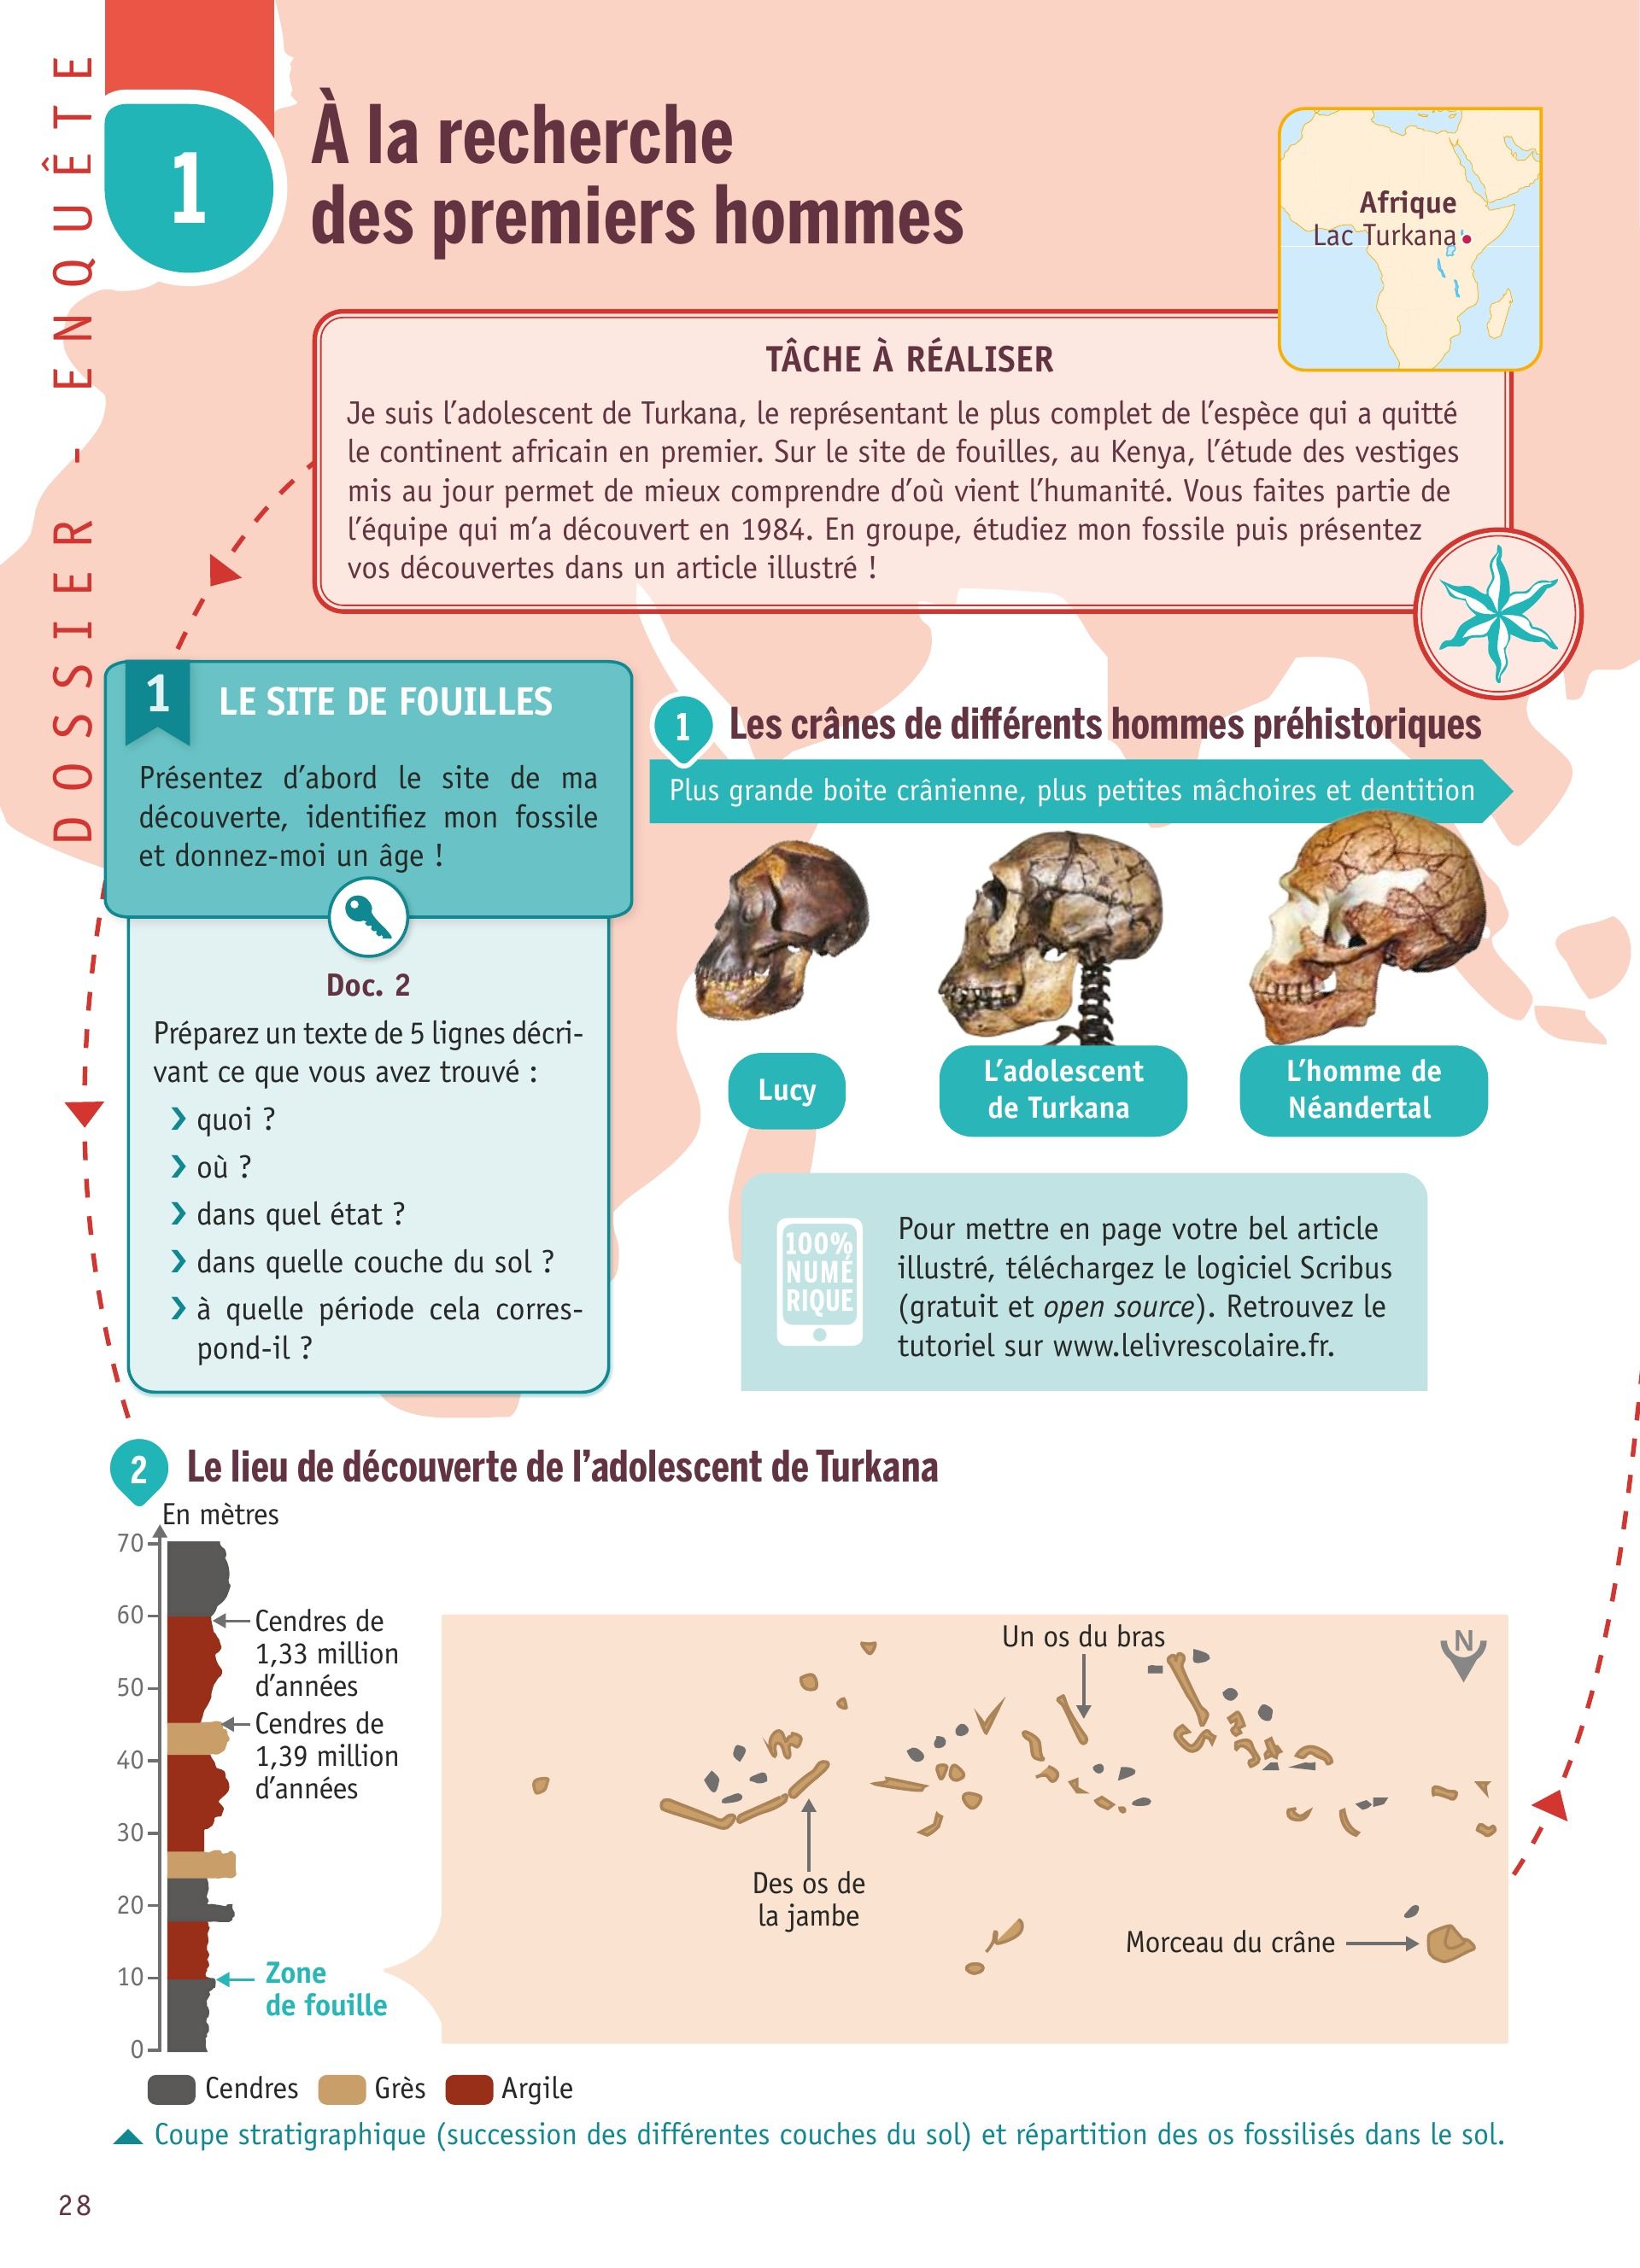 DOSSIER - ENQUÊTE
1
À la recherche
des premiers hommes
Afrique
Lac Turkana
TÂCHE À RÉALISER
Je suis l'adolescent de Turkana, le représentant le plus complet de l'espèce qui a quitté
le continent africain en premier. Sur le site de fouilles, au Kenya, l'étude des vestiges
mis au jour permet de mieux comprendre d'où vient l'humanité. Vous faites partie de
l'équipe qui m'a découvert en 1984. En groupe, étudiez mon fossile puis présentez
vos découvertes dans un article illustré !
1 LE SITE DE FOUILLES
Présentez d'abord le site de ma
découverte, identifiez mon fossile
et donnez-moi un âge !
Doc. 2
Préparez un texte de 5 lignes décri-
vant ce que vous avez trouvé :
❯ quoi ?
❯ où ?
❯ dans quel état ?
❯ dans quelle couche du sol ?
❯ à quelle période cela corres-
pond-il ?
1 Les crânes de différents hommes préhistoriques
Plus grande boite crânienne, plus petites mâchoires et dentition
Lucy
L'adolescent
de Turkana
L'homme de
Néandertal
100%
NUMÉ
RIQUE
Pour mettre en page votre bel article
illustré, téléchargez le logiciel Scribus
(gratuit et open source). Retrouvez le
tutoriel sur www.lelivrescolaire.fr.
2 Le lieu de découverte de l'adolescent de Turkana
En mètres
70
60
50
40
30
20
10
0
Cendres de
1,33 million
d'années
Cendres de
1,39 million
d'années
Zone
de fouille
Un os du bras
N
Des os de
la jambe
Morceau du crâne
Cendres Grès Argile
Coupe stratigraphique (succession des différentes couches du sol) et répartition des os fossilisés dans le sol.
28